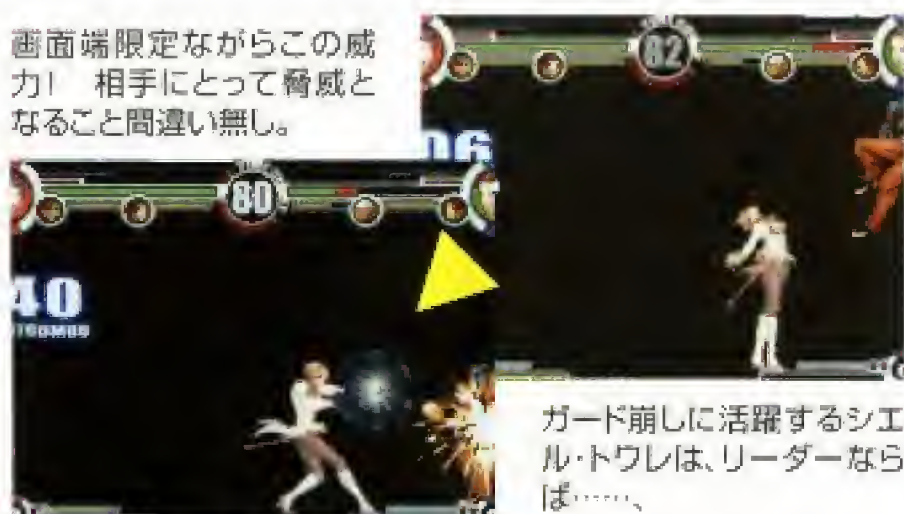 画面端限定ながらこの威
力! 相手にとって脅威と
なること間違い無し。
82
06
80
40
ガード崩しに活躍するシエ
ル・トワレは、リーダーなら
ば……、